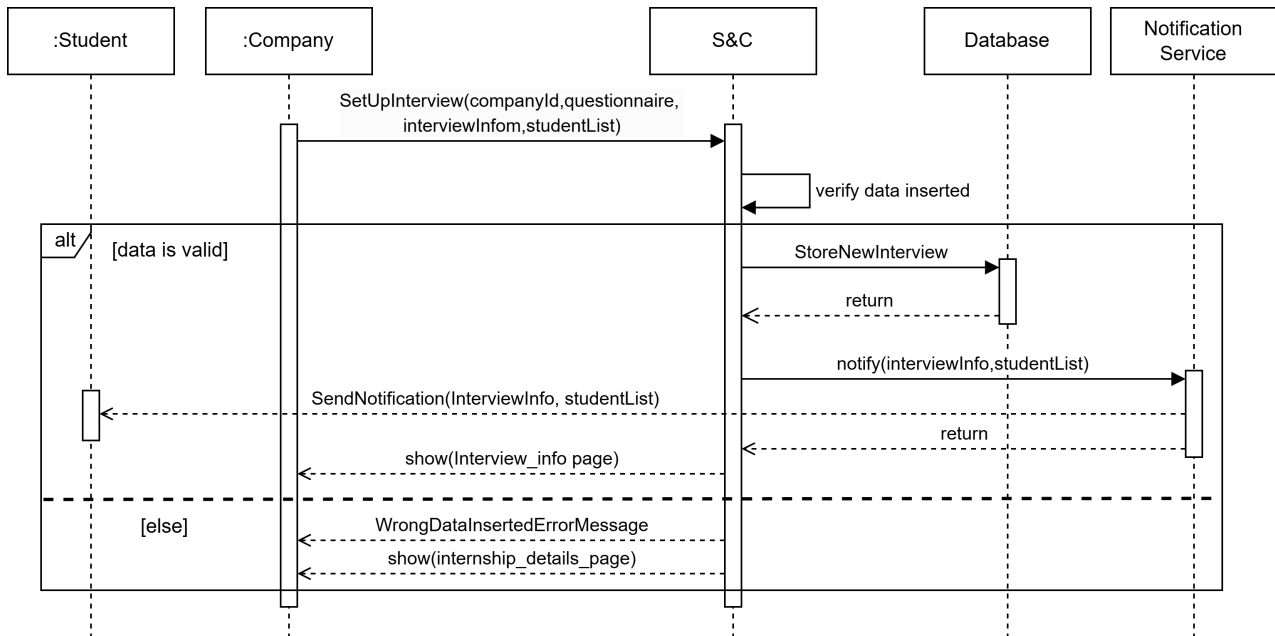 :Student
:Company
S&C
Database
Notification
Service
SetUpInterview(companyId,questionnaire,
interviewInfom,studentList)
verify data inserted
alt
[data is valid]
StoreNewInterview
return
notify(interviewInfo,studentList)
SendNotification(InterviewInfo, studentList)
return
show(Interview_info page)
[else]
WrongDataInsertedErrorMessage
show(internship_details_page)